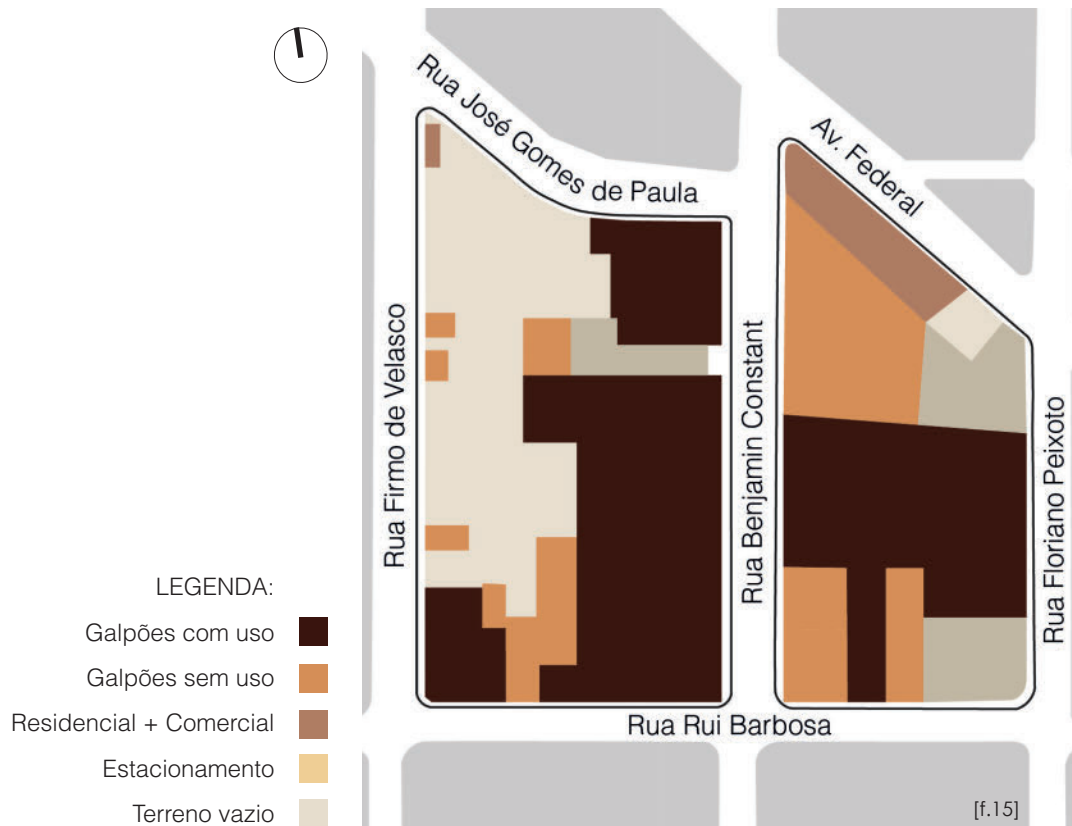 Rua José Gomes de Paula
Av. Federal
Rua Firmo de Velasco
Rua Benjamin Constant
Rua Floriano Peixoto
Rua Rui Barbosa
LEGENDA:
Galpões com uso
Galpões sem uso
Residencial + Comercial
Estacionamento
Terreno vazio
[f.15]